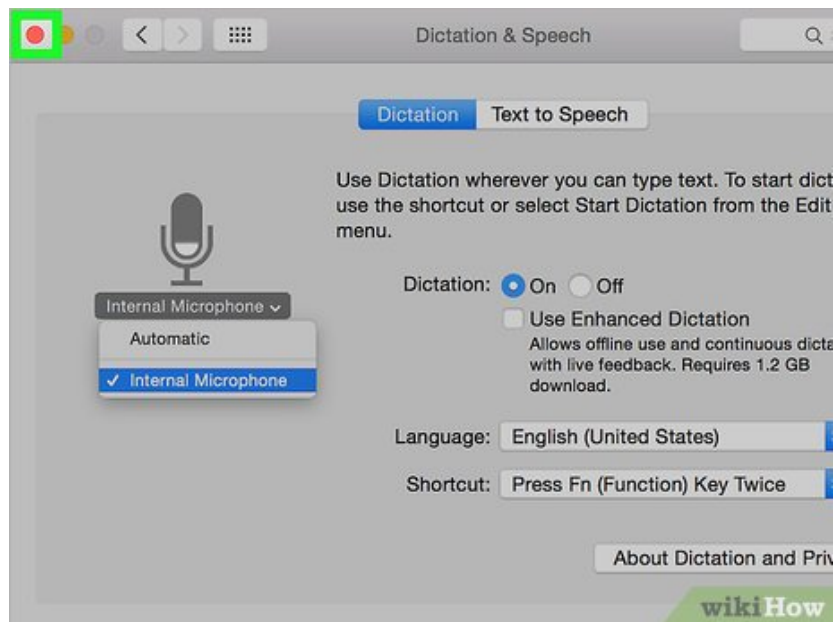 Dictation & Speech
Dictation
Text to Speech
Use Dictation wherever you can type text. To start dict
use the shortcut or select Start Dictation from the Edit
menu.
Internal Microphone
Automatic
✓ Internal Microphone
Dictation: On Off
Use Enhanced Dictation
Allows offline use and continuous dicta
with live feedback. Requires 1.2 GB
download.
Language: English (United States)
Shortcut: Press Fn (Function) Key Twice
About Dictation and Priv
wikiHow